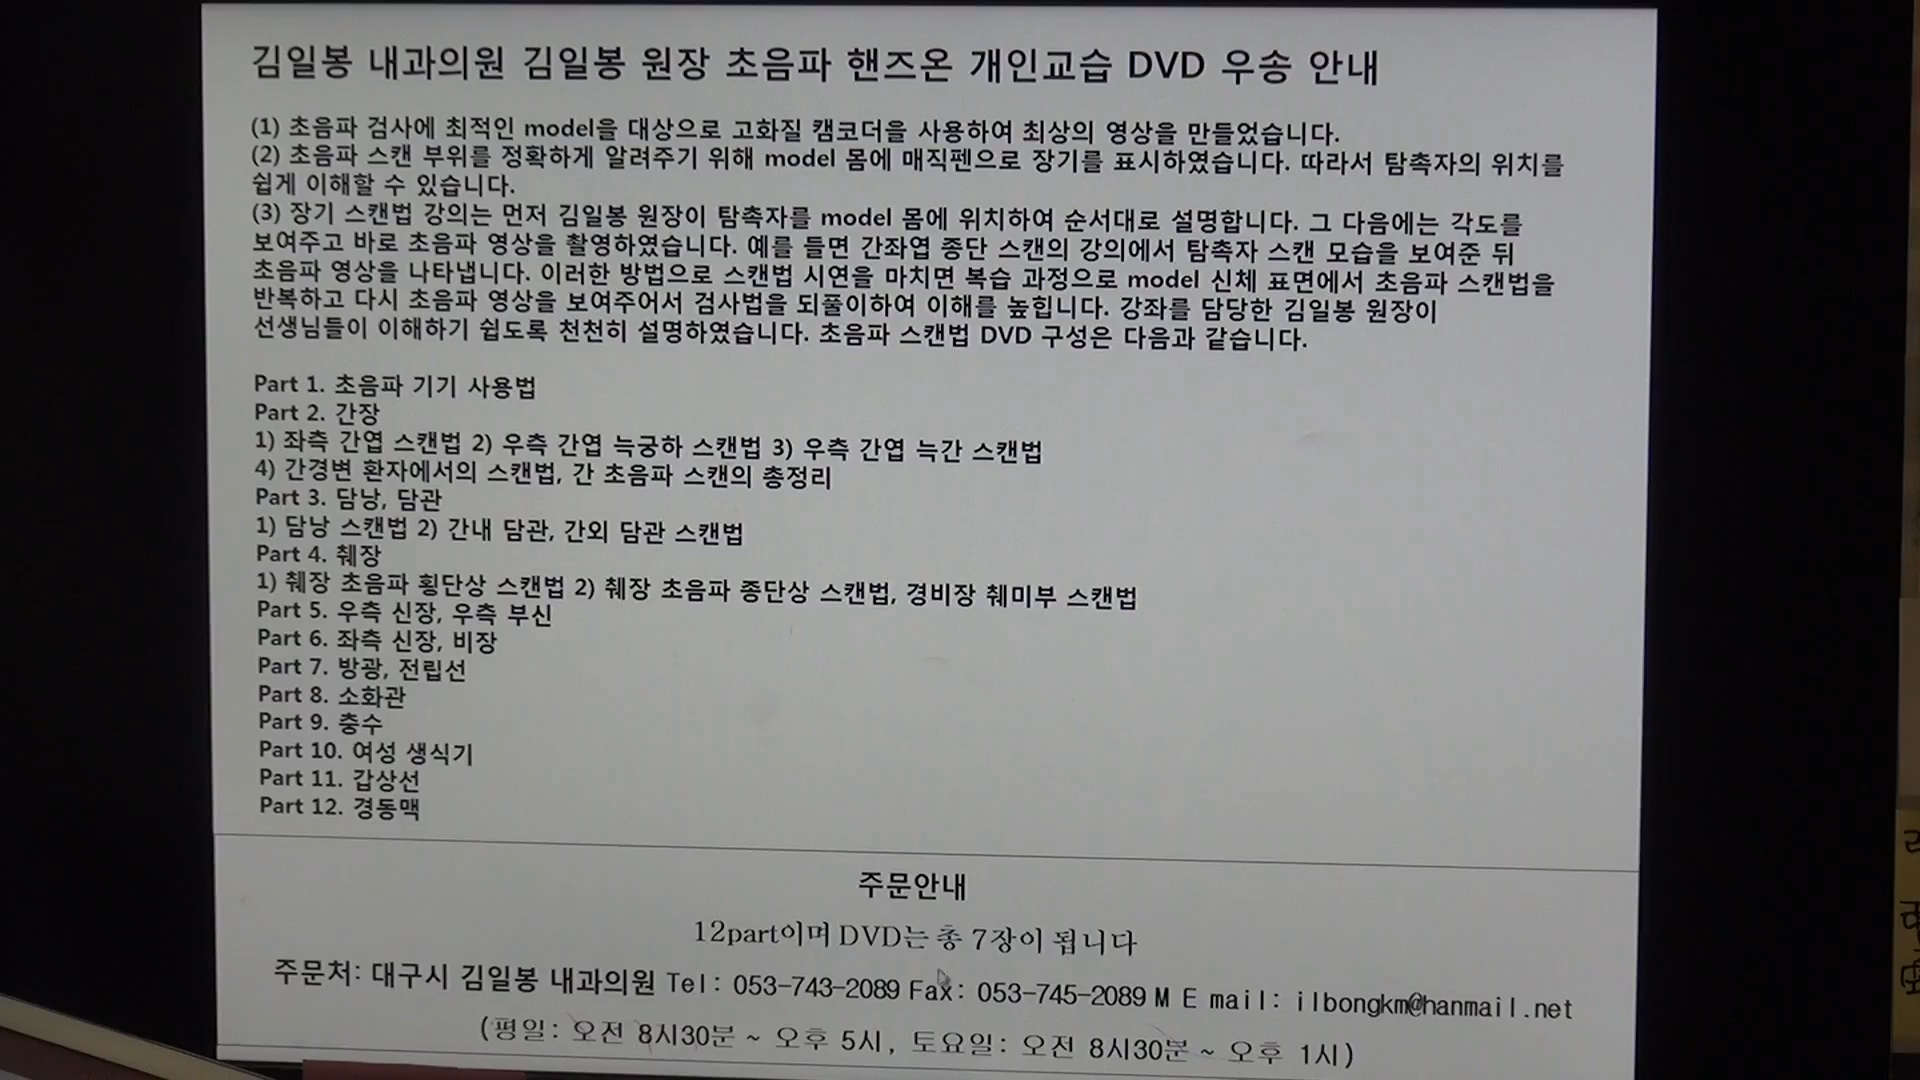 김일봉 내과의원 김일봉 원장 초음파 핸즈온 개인교습 DVD 우송 안내
(1) 초음파 검사에 최적인 model을 대상으로 고화질 캠코더을 사용하여 최상의 영상을 만들었습니다.
(2) 초음파 스캔 부위를 정확하게 알려주기 위해 model 몸에 매직펜으로 장기를 표시하였습니다. 따라서 탐촉자의 위치를
쉽게 이해할 수 있습니다.
(3) 장기 스캔법 강의는 먼저 김일봉 원장이 탐촉자를 model 몸에 위치하여 순서대로 설명합니다. 그 다음에는 각도를
보여주고 바로 초음파 영상을 촬영하였습니다. 예를 들면 간좌엽 종단 스캔의 강의에서 탐촉자 스캔 모습을 보여준 뒤
초음파 영상을 나타냅니다. 이러한 방법으로 스캔법 시연을 마치면 복습 과정으로 model 신체 표면에서 초음파 스캔법을
반복하고 다시 초음파 영상을 보여주어서 검사법을 되풀이하여 이해를 높힙니다. 강좌를 담당한 김일봉 원장이
선생님들이 이해하기 쉽도록 천천히 설명하였습니다. 초음파 스캔법 DVD 구성은 다음과 같습니다.
Part 1. 초음파 기기 사용법
Part 2. 간장
1) 좌측 간엽 스캔법 2) 우측 간엽 늑궁하 스캔법 3) 우측 간엽 늑간 스캔법
4) 간경변 환자에서의 스캔법, 간 초음파 스캔의 총정리
Part 3. 담낭, 담관
1) 담낭 스캔법 2) 간내 담관, 간외 담관 스캔법
Part 4. 췌장
1) 췌장 초음파 횡단상 스캔법 2) 췌장 초음파 종단상 스캔법, 경비장 췌미부 스캔법
Part 5. 우측 신장, 우측 부신
Part 6. 좌측 신장, 비장
Part 7. 방광, 전립선
Part 8. 소화관
Part 9. 충수
Part 10. 여성 생식기
Part 11. 갑상선
Part 12. 경동맥
주문안내
12part이며 DVD는 총 7장이 됩니다
주문처: 대구시 김일봉 내과의원 Tel: 053-743-2089 Fax: 053-745-2089 M E mail: ilbongkm@hanmail.net
(평일: 오전 8시30분 ~ 오후 5시, 토요일: 오전 8시30분 ~ 오후 1시)